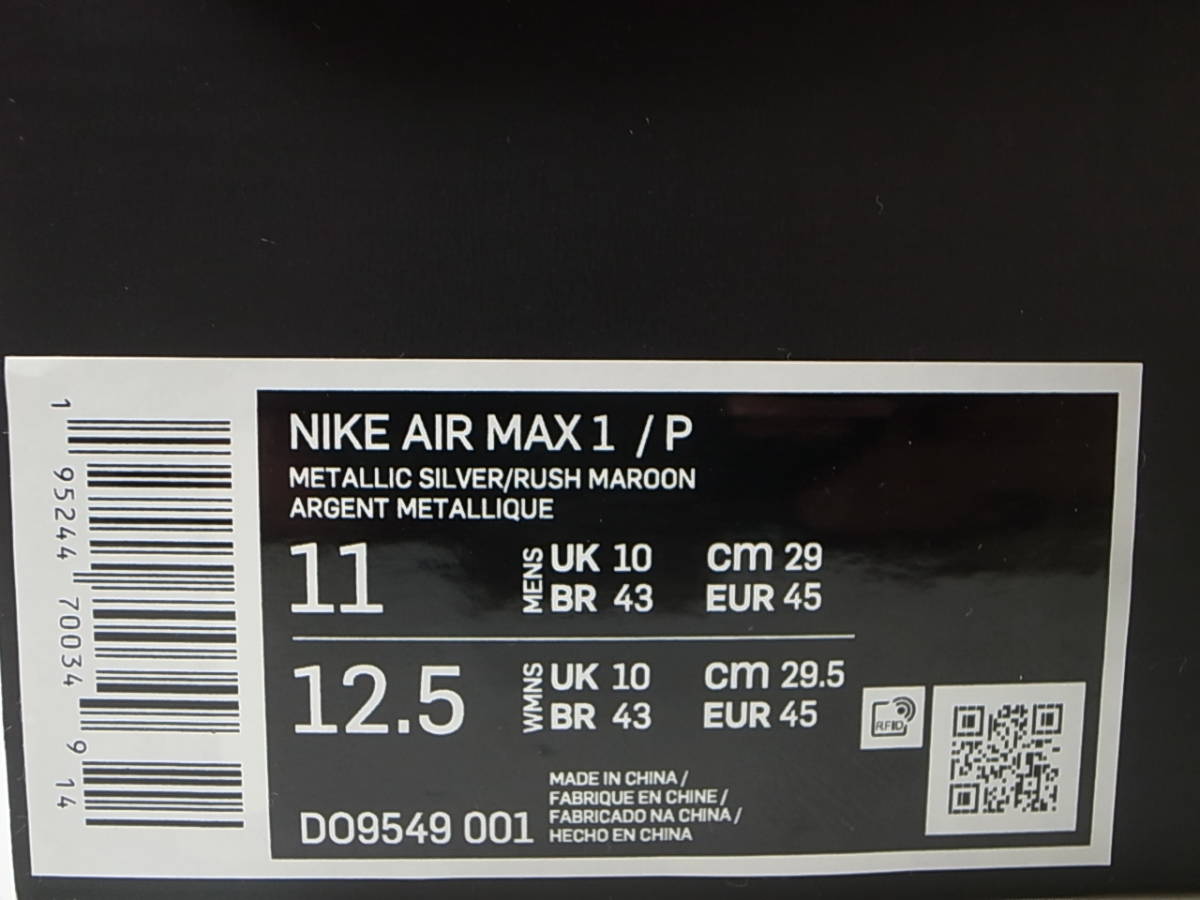 NIKE AIR MAX 1 / P
METALLIC SILVER/RUSH MAROON
ARGENT METALLIQUE
11 MENS UK 10 cm 29
BR 43 EUR 45
12.5 WMNS UK 10 cm 29.5
BR 43 EUR 45
RFID
DO9549 001
MADE IN CHINA /
FABRIQUE EN CHINE /
FABRICADO NA CHINA /
HECHO EN CHINA
1 95244 70034 9 14